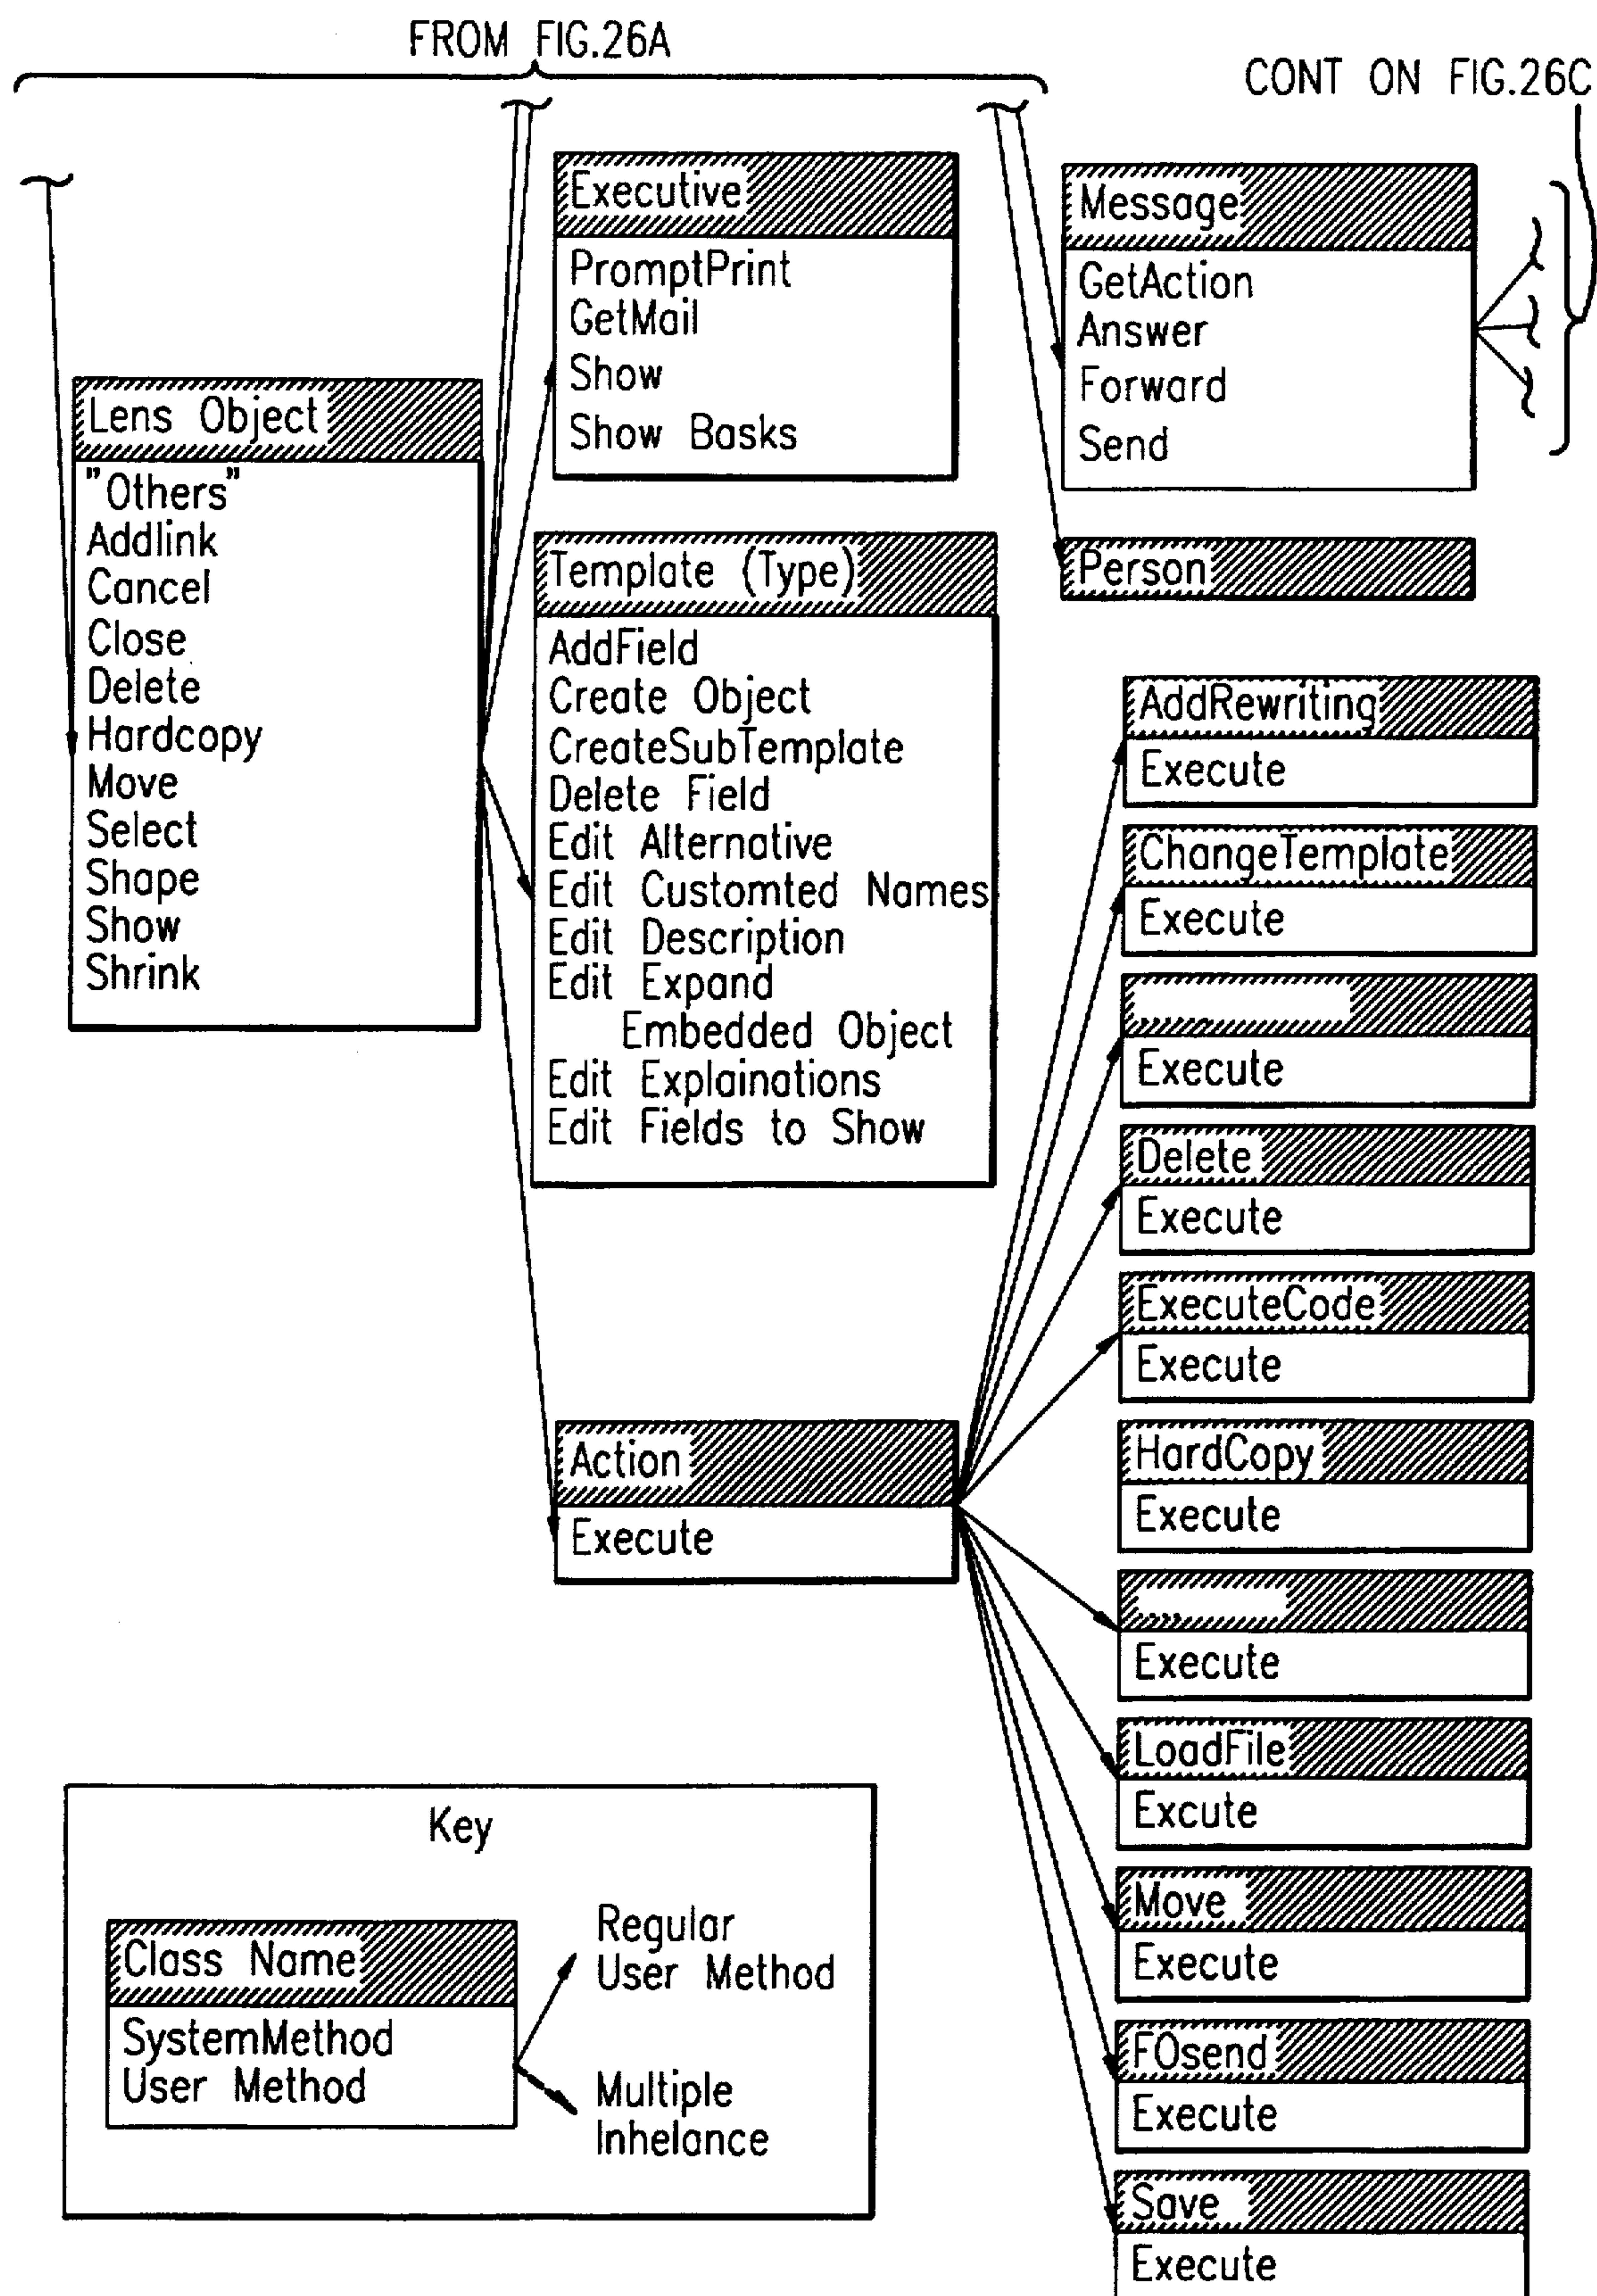 FROM FIG.26A
CONT ON FIG.26C
Lens Object
"Others"
Addlink
Cancel
Close
Delete
Hardcopy
Move
Select
Shape
Show
Shrink
Executive
PromptPrint
GetMail
Show
Show Basks
Template (Type)
AddField
Create Object
CreateSubTemplate
Delete Field
Edit Alternative
Edit Customted Names
Edit Description
Edit Expand
Embedded Object
Edit Explainations
Edit Fields to Show
Action
Execute
Message
GetAction
Answer
Forward
Send
Person
AddRewriting
Execute
ChangeTemplate
Execute
Execute
Delete
Execute
ExecuteCode
Execute
HardCopy
Execute
Execute
LoadFile
Excute
Move
Execute
FOsend
Execute
Save
Execute
Key
Class Name
SystemMethod
User Method
Regular
User Method
Multiple
Inhelance